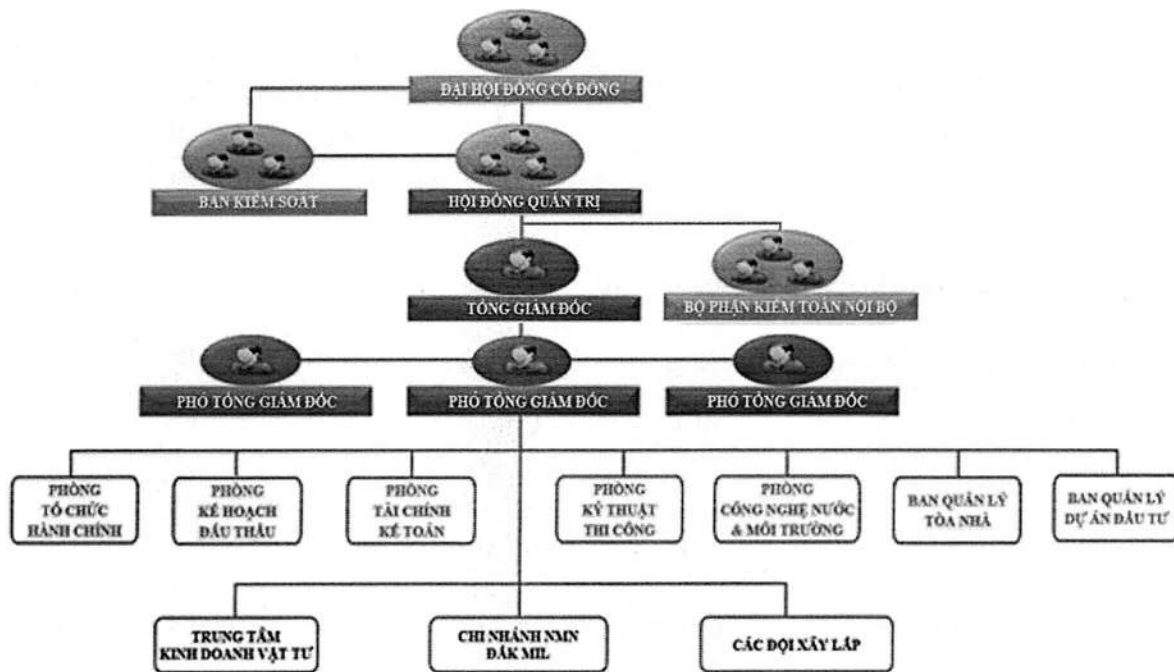 ĐẠI HỘI ĐỒNG CỔ ĐÔNG
BAN KIỂM SOÁT
HỘI ĐỒNG QUẢN TRỊ
TỔNG GIÁM ĐỐC
BỘ PHẬN KIỂM TOÁN NỘI BỘ
PHÓ TỔNG GIÁM ĐỐC
PHÓ TỔNG GIÁM ĐỐC
PHÓ TỔNG GIÁM ĐỐC
PHÒNG
TỔ CHỨC
HÀNH CHÍNH
PHÒNG
KẾ HOẠCH
ĐẤU THẦU
PHÒNG
TÀI CHÍNH
KẾ TOÁN
PHÒNG
KỸ THUẬT
THI CÔNG
PHÒNG
CÔNG NGHỆ NƯỚC
& MÔI TRƯỜNG
BAN QUẢN LÝ
TÒA NHÀ
BAN QUẢN LÝ
DỰ ÁN ĐẦU TƯ
TRUNG TÂM
KINH DOANH VẬT TƯ
CHI NHÁNH NMN
ĐẮK MIL
CÁC ĐỘI XÂY LẮP